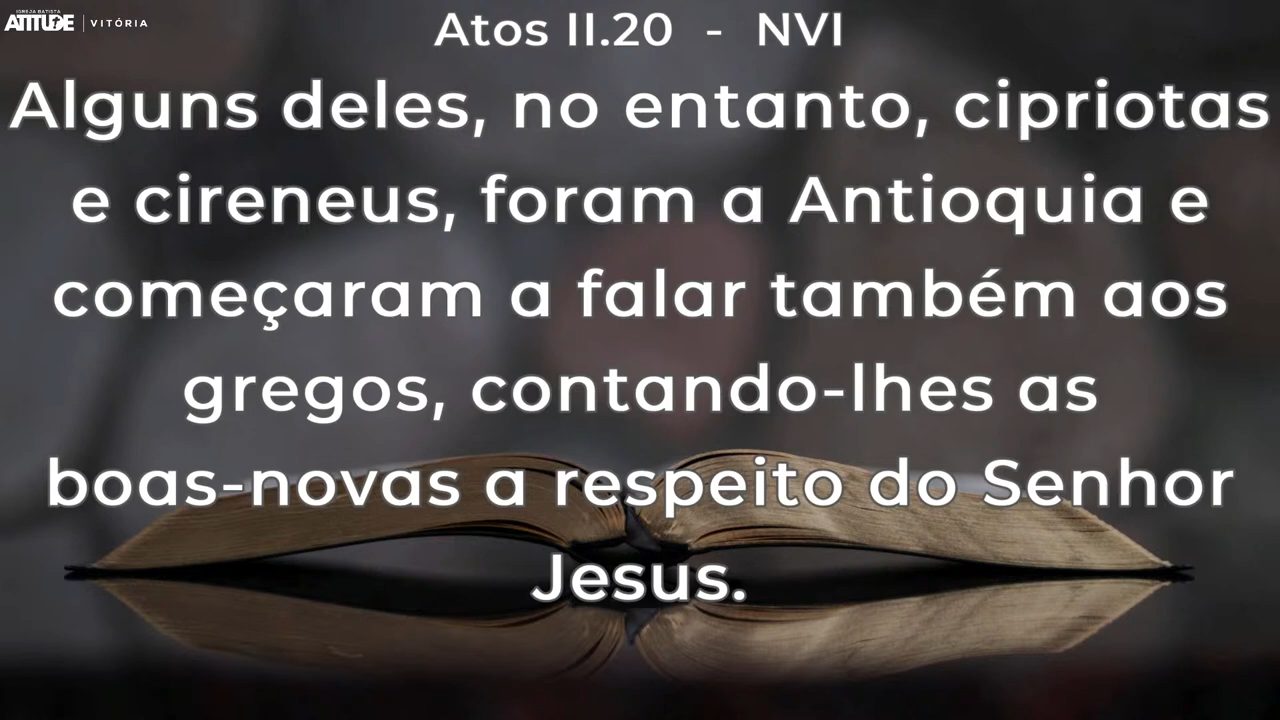 IGREJA BATISTA
ATITUDE | VITÓRIA
Atos II.20 - NVI
Alguns deles, no entanto, cipriotas
e cireneus, foram a Antioquia e
começaram a falar também aos
gregos, contando-lhes as
boas-novas a respeito do Senhor
Jesus.